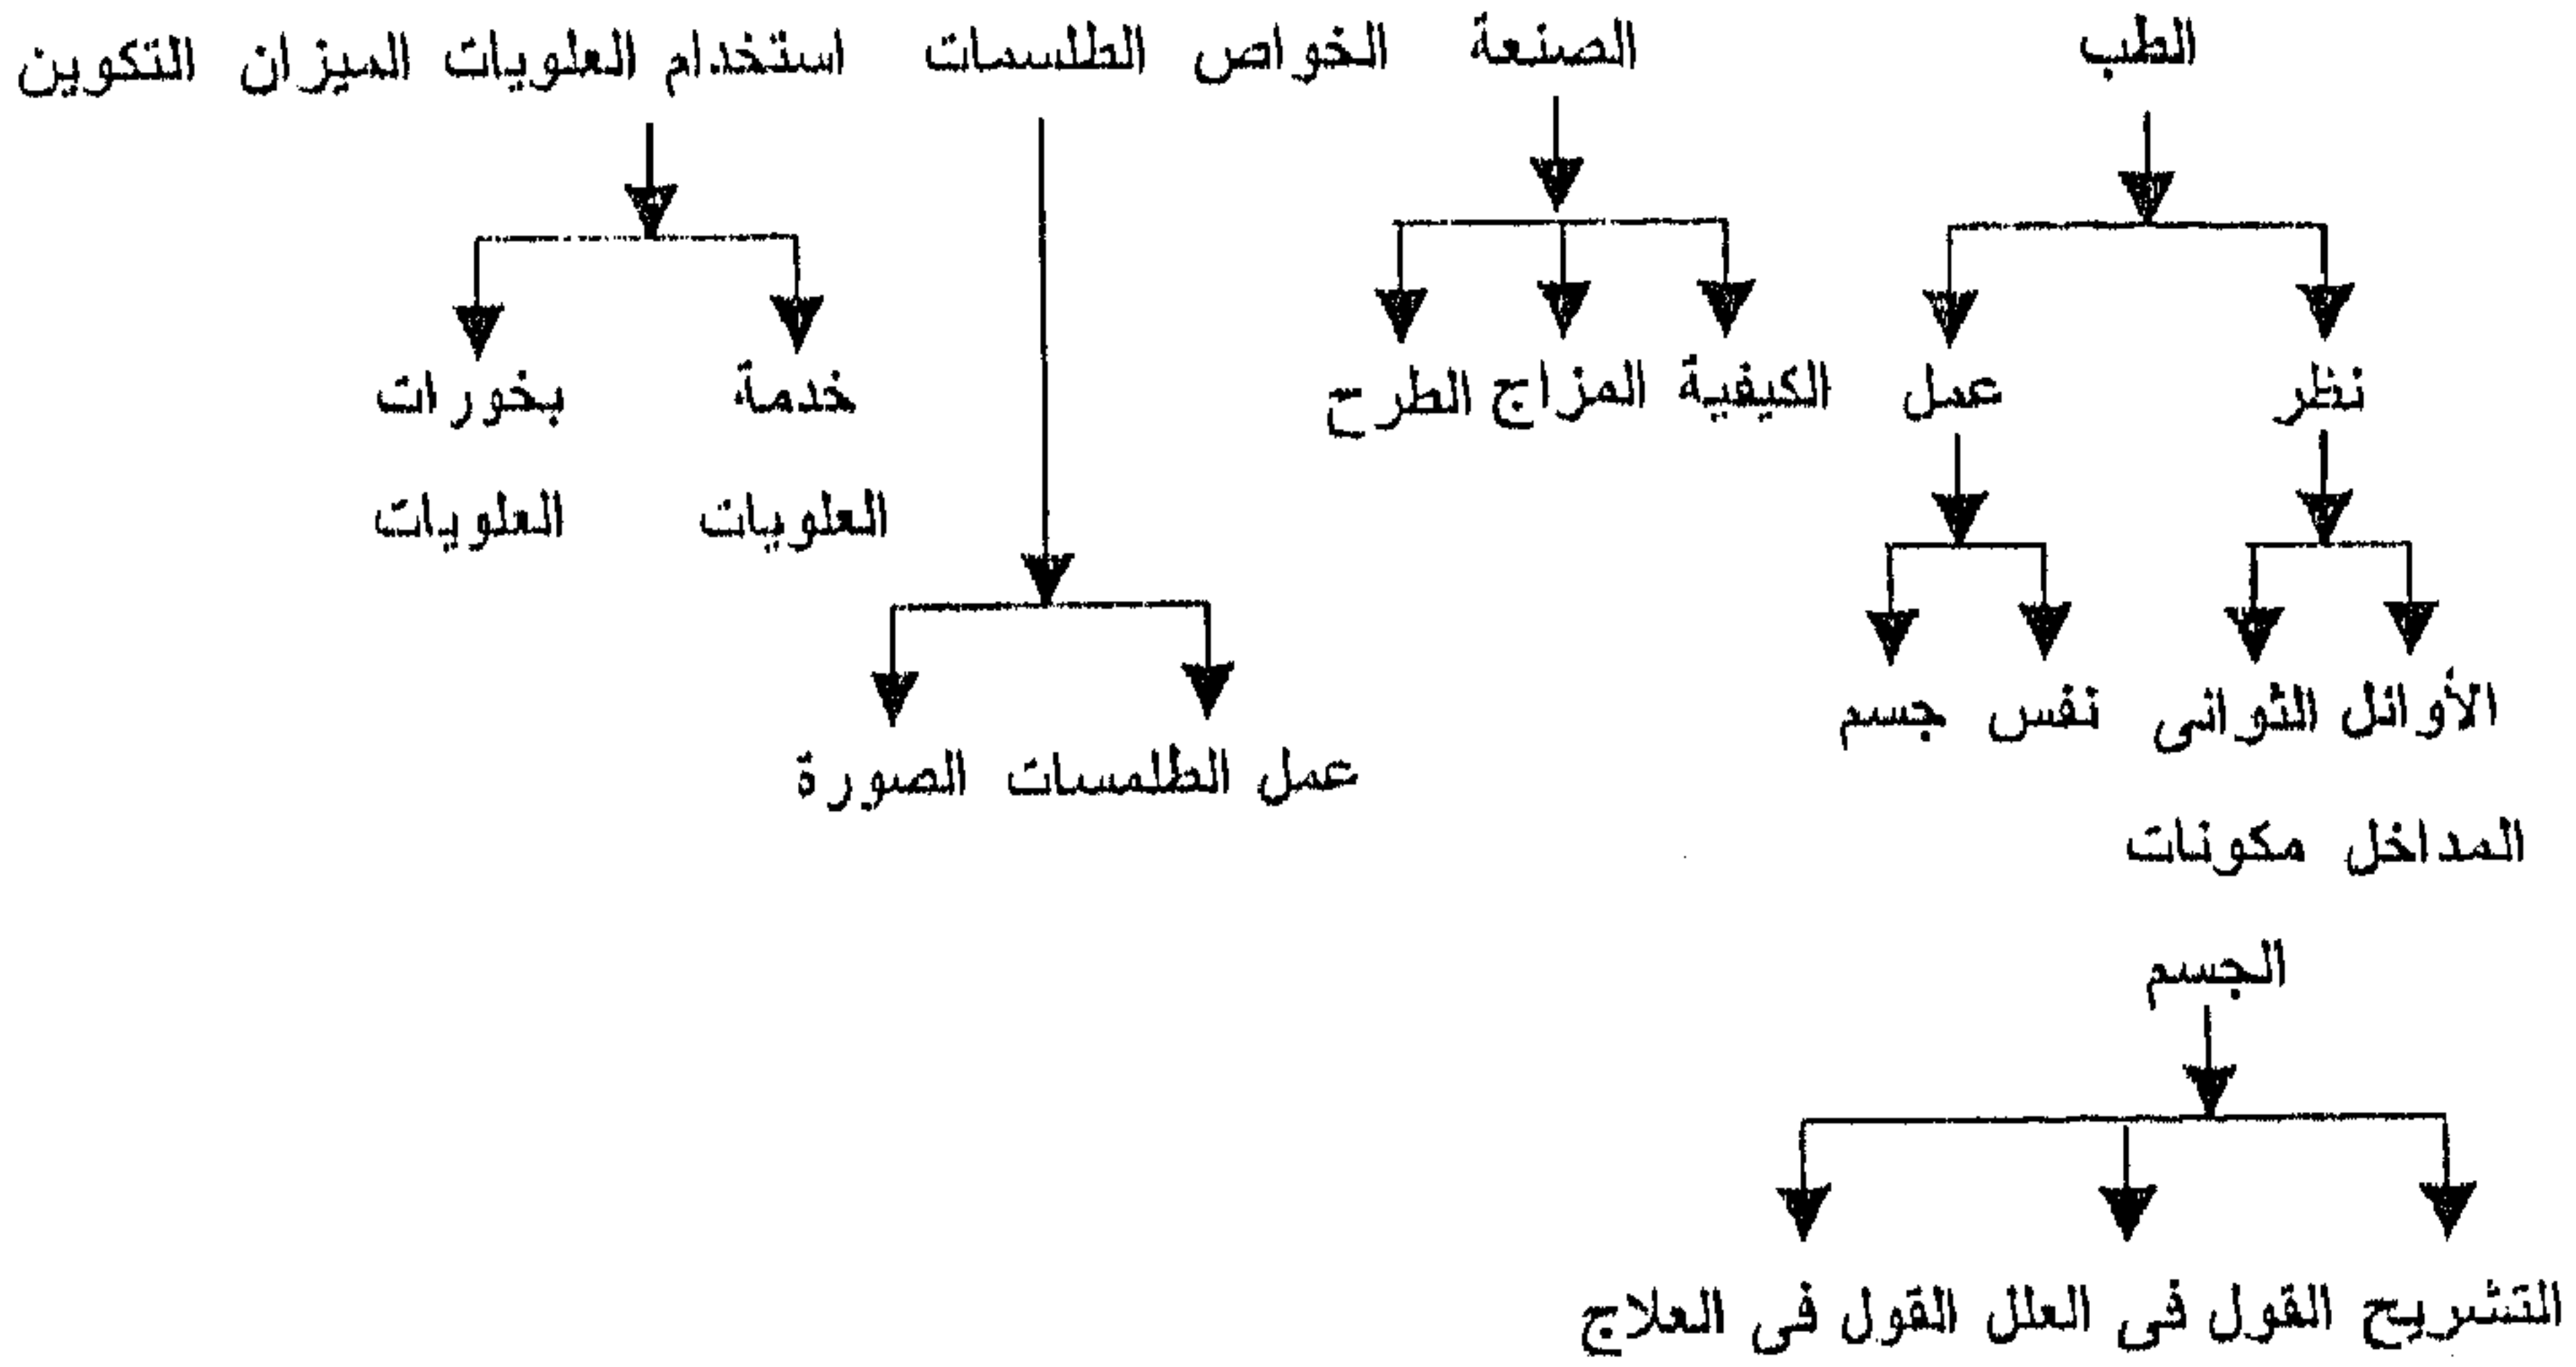 الطب الصنعة الخواص الطلسمات استخدام العلويات الميزان التكوين
نظر عمل الكيفية المزاج الطرح خدمة بخورات
العلويات العلويات
الأوائل الثوانى نفس جسم عمل الطلمسات الصورة
المداخل مكونات
الجسم
التشريح القول فى العلل القول فى العلاج